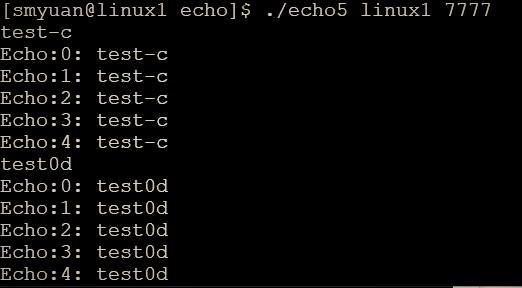 [smyuan@linux1 echo]$ ./echo5 linux1 7777
test-c
Echo:0: test-c
Echo:1: test-c
Echo:2: test-c
Echo:3: test-c
Echo:4: test-c
test0d
Echo:0: test0d
Echo:1: test0d
Echo:2: test0d
Echo:3: test0d
Echo:4: test0d